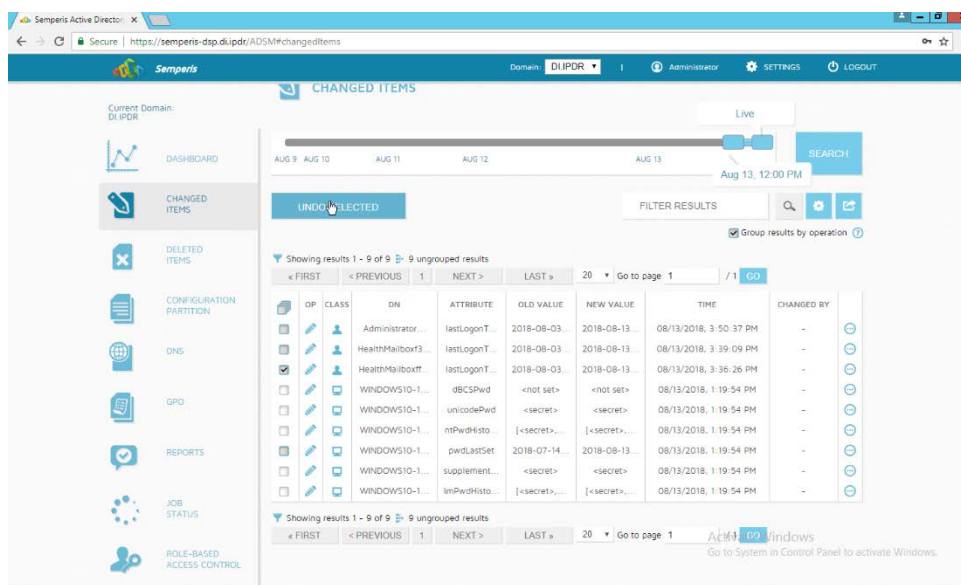 Semperis Active Director
Secure | https://semperis-dsp.di.ipdr/ADSM#changedItems
Semperis Domain: DI.IPDR Administrator SETTINGS LOGOUT
CHANGED ITEMS
Current Domain:
DI.IPDR
Live
DASHBOARD
AUG 9 AUG 10 AUG 11 AUG 12 AUG 13
SEARCH
Aug 13, 12:00 PM
CHANGED
ITEMS
UNDO SELECTED
FILTER RESULTS
Group results by operation ?
DELETED
ITEMS
Showing results 1 - 9 of 9 9 ungrouped results
« FIRST < PREVIOUS 1 NEXT > LAST » 20 Go to page 1 / 1 GO
CONFIGURATION
PARTITION
OP CLASS DN ATTRIBUTE OLD VALUE NEW VALUE TIME CHANGED BY
Administrator... lastLogonT... 2018-08-03... 2018-08-13... 08/13/2018, 3:50:37 PM -
DNS
HealthMailboxf3... lastLogonT... 2018-08-03... 2018-08-13... 08/13/2018, 3:39:09 PM -
HealthMailboxff... lastLogonT... 2018-08-03... 2018-08-13... 08/13/2018, 3:36:26 PM -
WINDOWS10-1... dBCSPwd <not set> <not set> 08/13/2018, 1:19:54 PM -
GPO
WINDOWS10-1... unicodePwd <secret> <secret> 08/13/2018, 1:19:54 PM -
WINDOWS10-1... ntPwdHisto... [<secret>,... [<secret>,... 08/13/2018, 1:19:54 PM -
REPORTS
WINDOWS10-1... pwdLastSet 2018-07-14... 2018-08-13... 08/13/2018, 1:19:54 PM -
WINDOWS10-1... supplement... <secret> <secret> 08/13/2018, 1:19:54 PM -
WINDOWS10-1... lmPwdHisto... [<secret>,... [<secret>,... 08/13/2018, 1:19:54 PM -
JOB
STATUS
Showing results 1 - 9 of 9 9 ungrouped results
« FIRST < PREVIOUS 1 NEXT > LAST » 20 Go to page 1 / 1 GO
Activate Windows
Go to System in Control Panel to activate Windows.
ROLE-BASED
ACCESS CONTROL